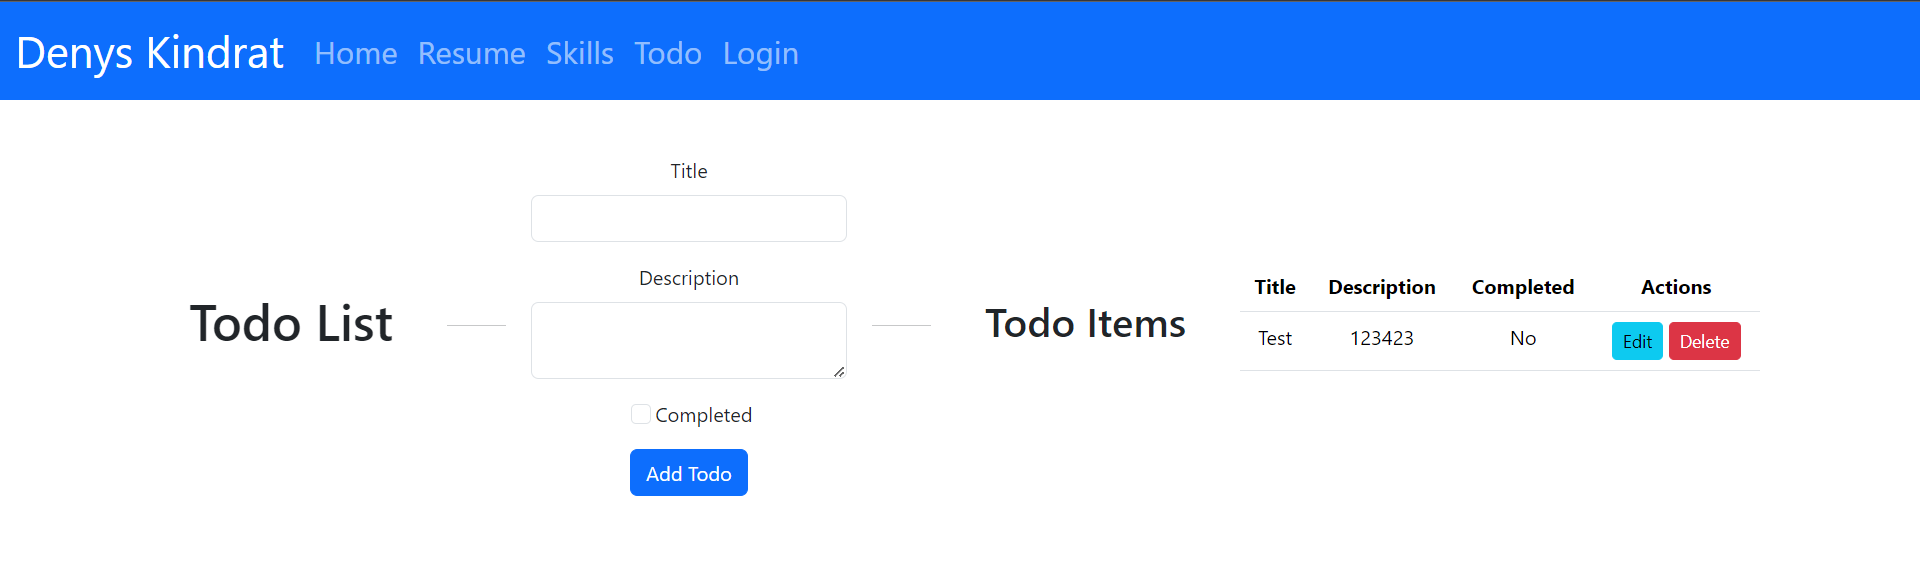 Denys Kindrat Home Resume Skills Todo Login
Todo List
Title
Description
Completed
Add Todo
Todo Items
Title Description Completed Actions
Test 123423 No Edit Delete